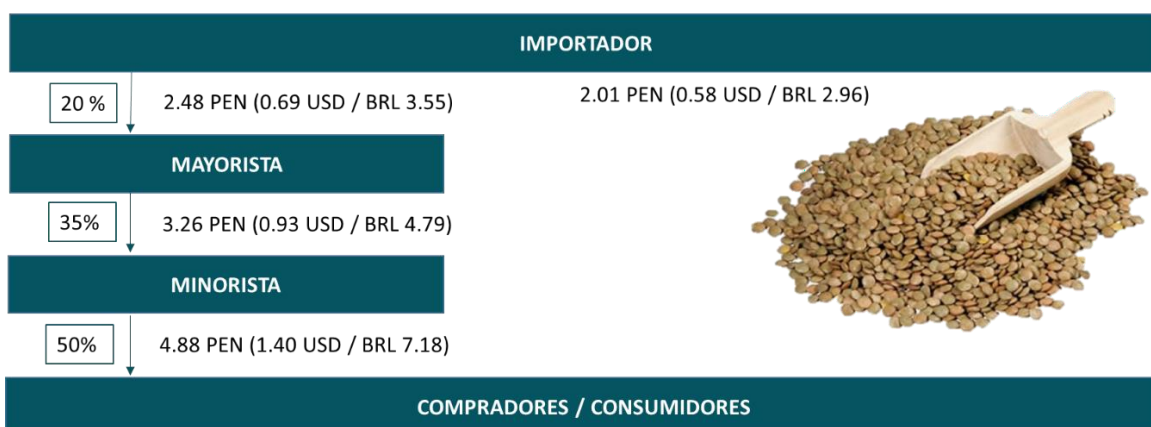 IMPORTADOR
20 %
2.48 PEN (0.69 USD / BRL 3.55)
2.01 PEN (0.58 USD / BRL 2.96)
MAYORISTA
35%
3.26 PEN (0.93 USD / BRL 4.79)
MINORISTA
50%
4.88 PEN (1.40 USD / BRL 7.18)
COMPRADORES / CONSUMIDORES